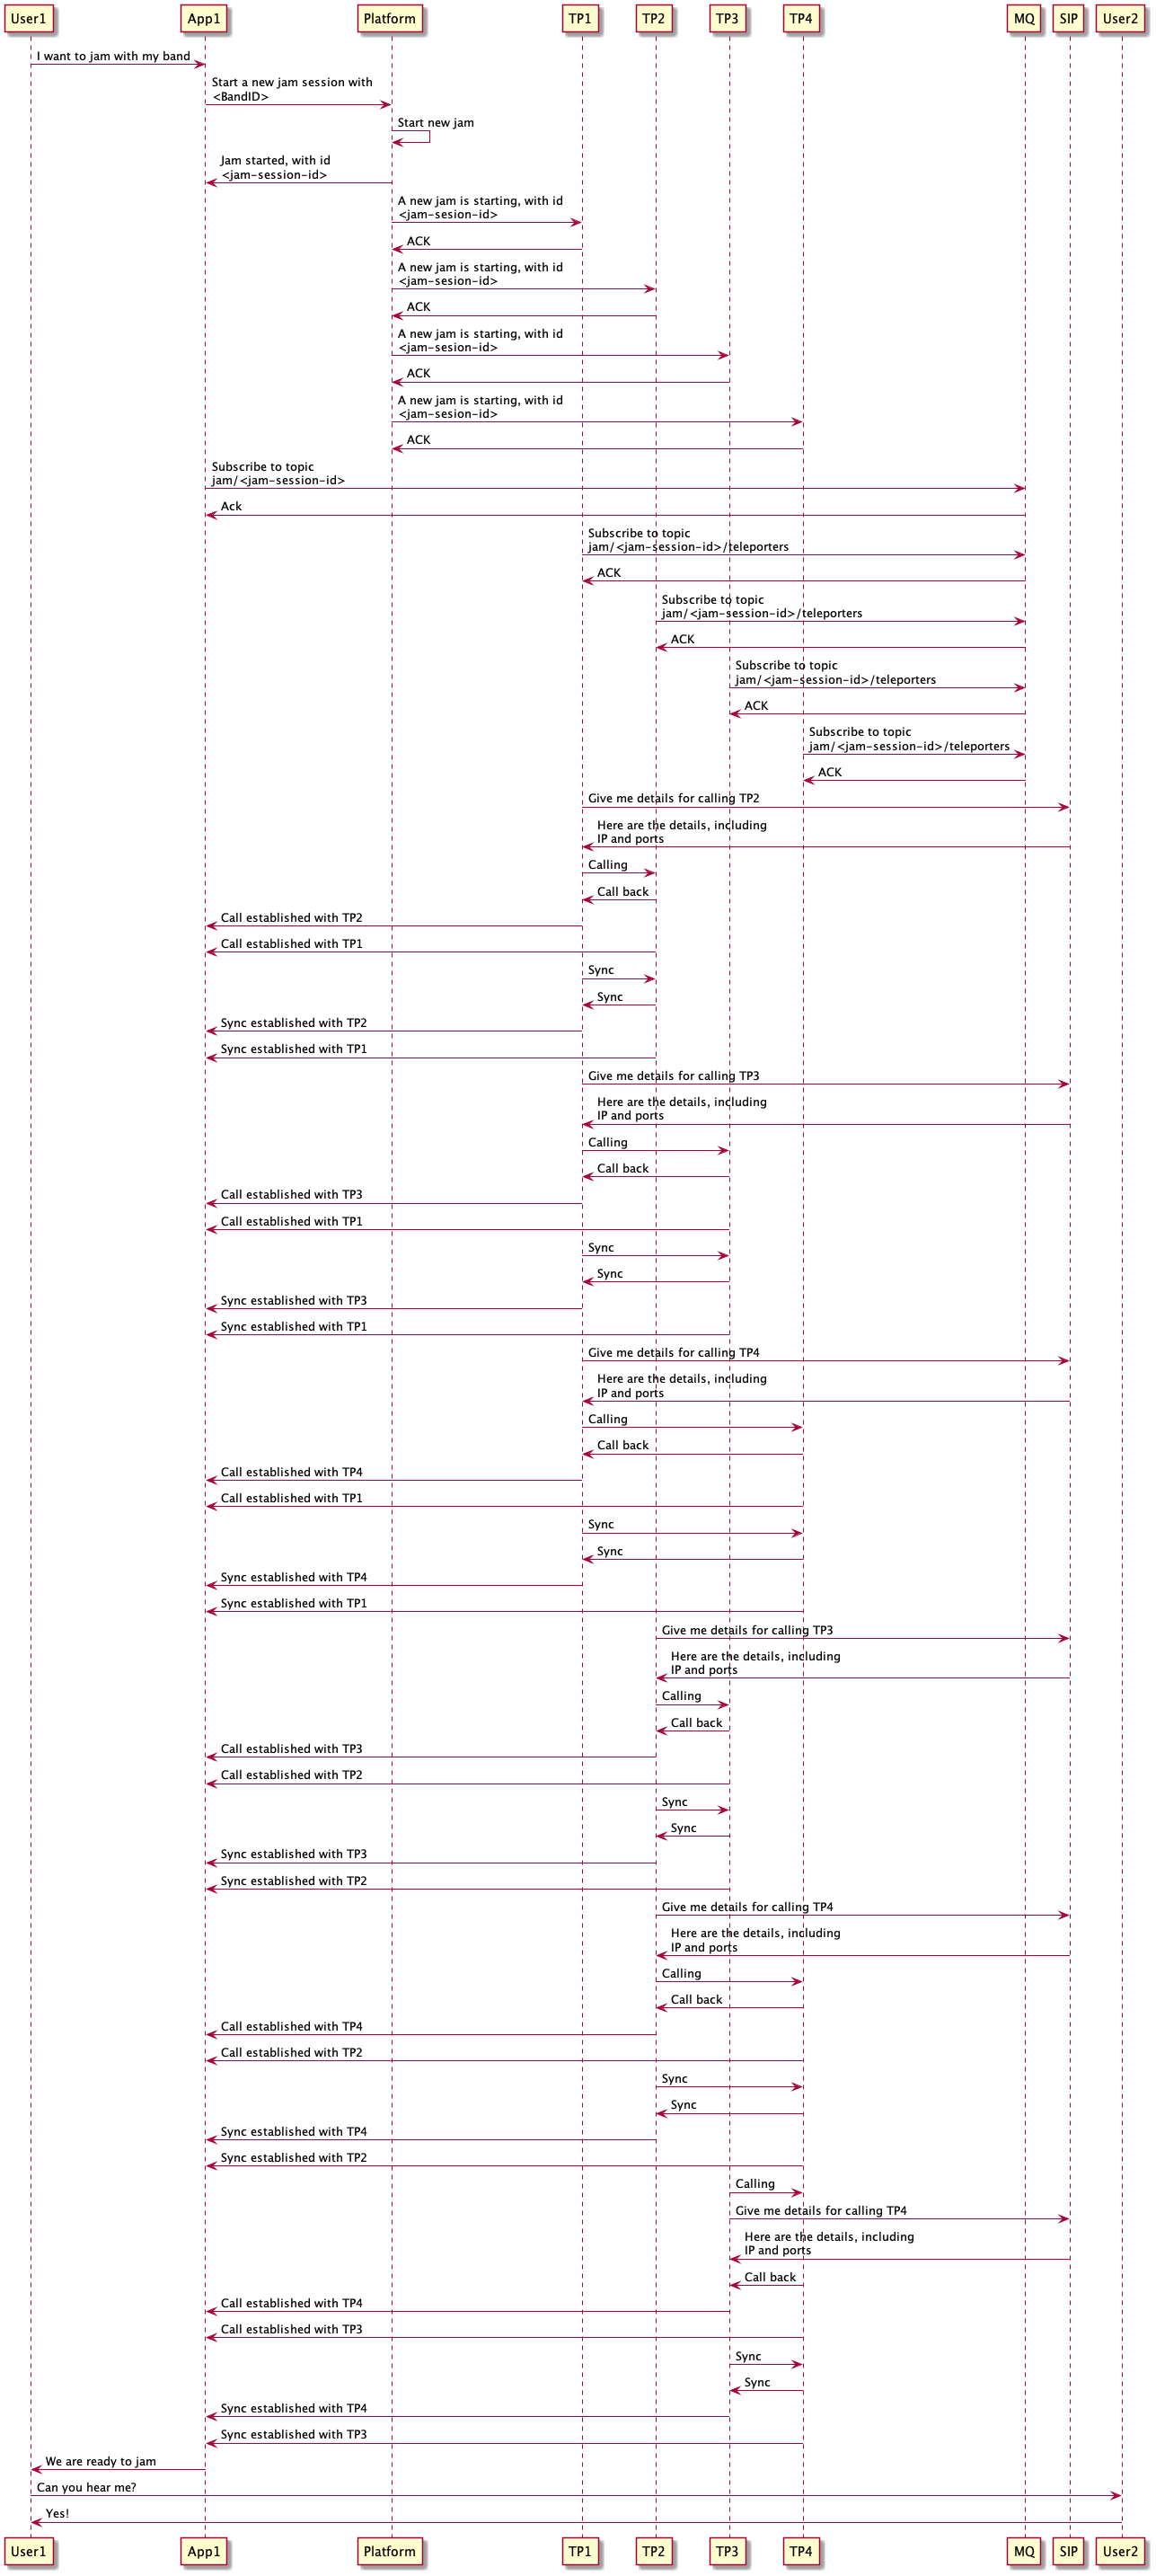 User1
App1
Platform
TP1
TP2
TP3
TP4
MQ
SIP
User2
I want to jam with my band
Start a new jam session with
<BandID>
Start new jam
Jam started, with id
<jam-session-id>
A new jam is starting, with id
<jam-sesion-id>
ACK
A new jam is starting, with id
<jam-sesion-id>
ACK
A new jam is starting, with id
<jam-sesion-id>
ACK
A new jam is starting, with id
<jam-sesion-id>
ACK
Subscribe to topic
jam/<jam-session-id>
Ack
Subscribe to topic
jam/<jam-session-id>/teleporters
ACK
Subscribe to topic
jam/<jam-session-id>/teleporters
ACK
Subscribe to topic
jam/<jam-session-id>/teleporters
ACK
Subscribe to topic
jam/<jam-session-id>/teleporters
ACK
Give me details for calling TP2
Here are the details, including
IP and ports
Calling
Call back
Call established with TP2
Call established with TP1
Sync
Sync
Sync established with TP2
Sync established with TP1
Give me details for calling TP3
Here are the details, including
IP and ports
Calling
Call back
Call established with TP3
Call established with TP1
Sync
Sync
Sync established with TP3
Sync established with TP1
Give me details for calling TP4
Here are the details, including
IP and ports
Calling
Call back
Call established with TP4
Call established with TP1
Sync
Sync
Sync established with TP4
Sync established with TP1
Give me details for calling TP3
Here are the details, including
IP and ports
Calling
Call back
Call established with TP3
Call established with TP2
Sync
Sync
Sync established with TP3
Sync established with TP2
Give me details for calling TP4
Here are the details, including
IP and ports
Calling
Call back
Call established with TP4
Call established with TP2
Sync
Sync
Sync established with TP4
Sync established with TP2
Calling
Give me details for calling TP4
Here are the details, including
IP and ports
Call back
Call established with TP4
Call established with TP3
Sync
Sync
Sync established with TP4
Sync established with TP3
We are ready to jam
Can you hear me?
Yes!
User1
App1
Platform
TP1
TP2
TP3
TP4
MQ
SIP
User2